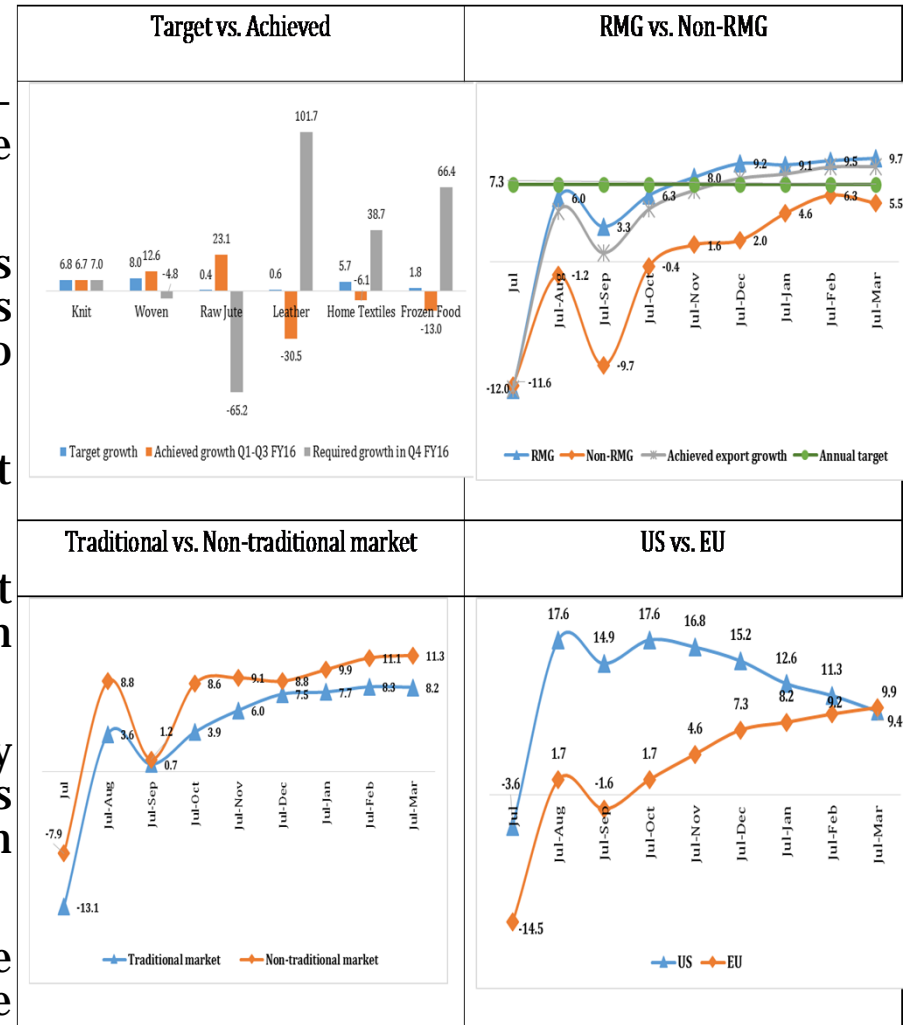 Target vs. Achieved
RMG vs. Non-RMG
-
e
s
s
o
t
t
n
y
s
n
e
e
101.7
66.4
38.7
23.1
6.8 6.7 7.0
8.0 12.6
-4.8
0.4
0.6
5.7
-6.1
1.8
Knit Woven Raw Jute Leather Home Textiles Frozen Food
-13.0
-30.5
-65.2
Target growth Achieved growth Q1-Q3 FY16 Required growth in Q4 FY16
7.3
6.0
3.3
6.3
8.0
9.2
9.1
9.5
9.7
-1.2
-9.7
-0.4
1.6
2.0
4.6
6.3
5.5
-12.0
-11.6
Jul Jul-Aug Jul-Sep Jul-Oct Jul-Nov Jul-Dec Jul-Jan Jul-Feb Jul-Mar
RMG Non-RMG Achieved export growth Annual target
Traditional vs. Non-traditional market
US vs. EU
8.8
1.2
8.6
9.1
8.8
9.9
11.1
11.3
3.6
0.7
3.9
6.0
7.5
7.7
8.3
8.2
-7.9
-13.1
Jul Jul-Aug Jul-Sep Jul-Oct Jul-Nov Jul-Dec Jul-Jan Jul-Feb Jul-Mar
Traditional market Non-traditional market
17.6
14.9
17.6
16.8
15.2
12.6
11.3
9.9
9.4
-3.6
1.7
-1.6
1.7
4.6
7.3
8.2
9.2
-14.5
Jul Jul-Aug Jul-Sep Jul-Oct Jul-Nov Jul-Dec Jul-Jan Jul-Feb Jul-Mar
US EU